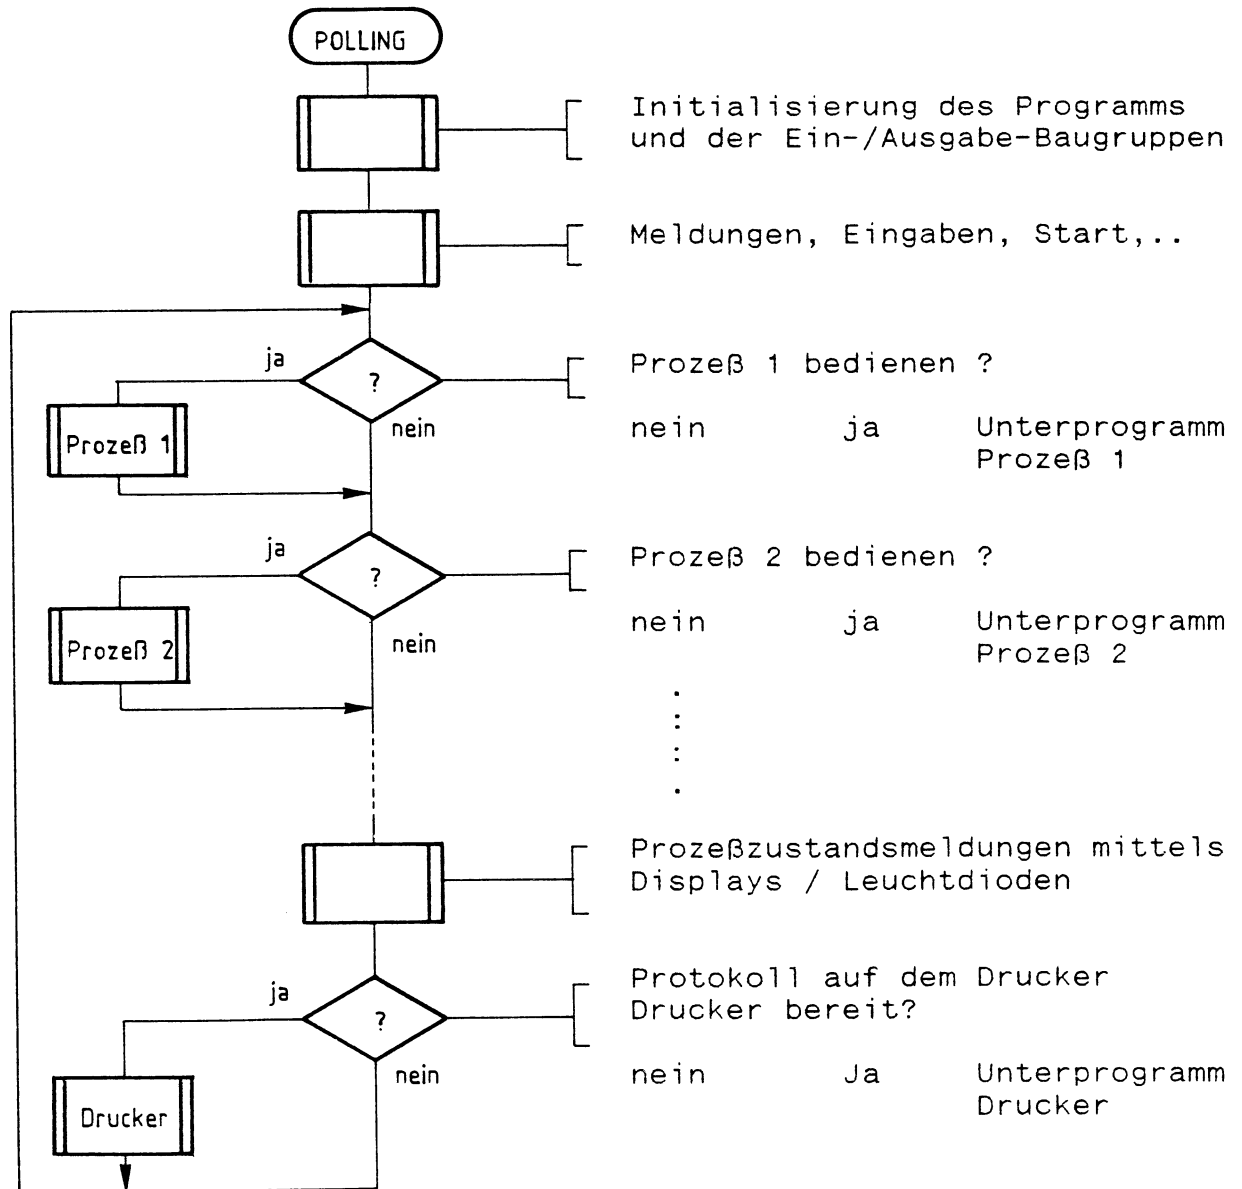 POLLING
Initialisierung des Programms
und der Ein-/Ausgabe-Baugruppen
Meldungen, Eingaben, Start,..
ja
?
Prozeß 1 bedienen ?
nein
nein ja Unterprogramm
Prozeß 1
Prozeß 1
ja
?
Prozeß 2 bedienen ?
nein
nein ja Unterprogramm
Prozeß 2
Prozeß 2
Prozeßzustandsmeldungen mittels
Displays / Leuchtdioden
ja
?
Protokoll auf dem Drucker
Drucker bereit?
nein
nein Ja Unterprogramm
Drucker
Drucker